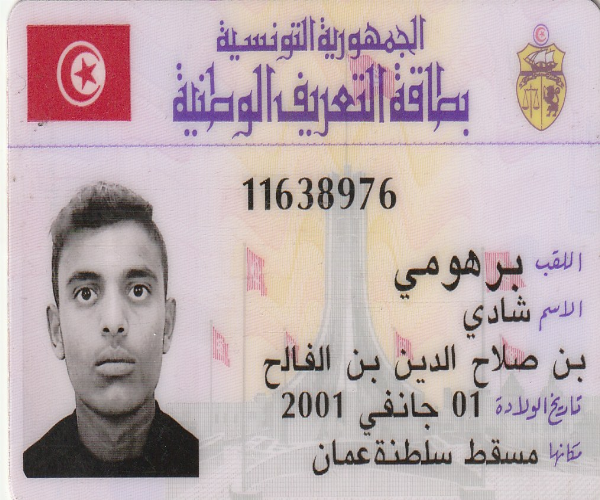 الجمهورية التونسية
بطاقة التعريف الوطنية
11638976
اللقب برهومي
الاسم شادي
بن صلاح الدين بن الفالح
تاريخ الولادة 01 جانفي 2001
مكانها مسقط سلطنة عمان